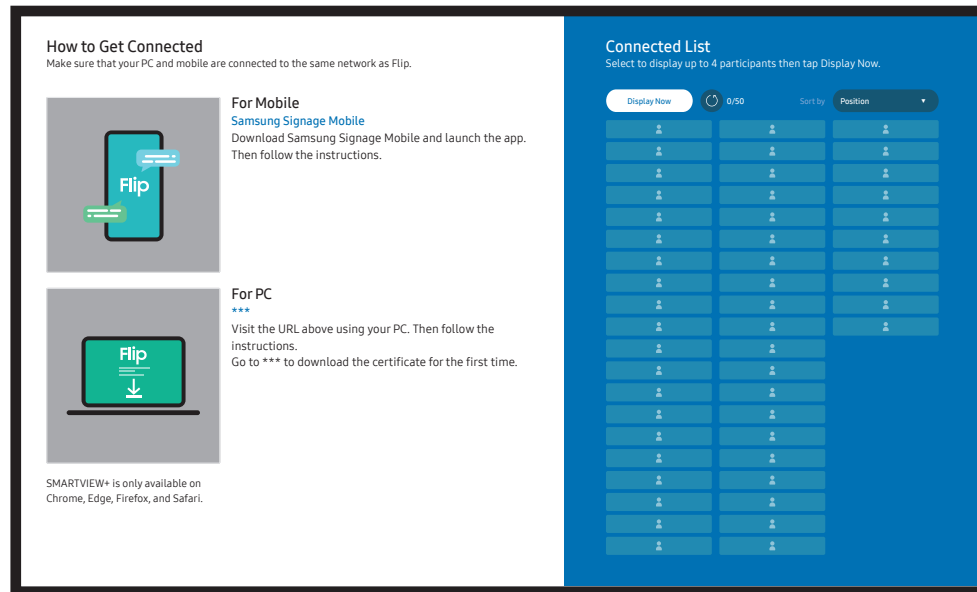 How to Get Connected
Make sure that your PC and mobile are connected to the same network as Flip.
Flip
For Mobile
Samsung Signage Mobile
Download Samsung Signage Mobile and launch the app.
Then follow the instructions.
Flip
For PC
***
Visit the URL above using your PC. Then follow the
instructions.
Go to *** to download the certificate for the first time.
SMARTVIEW+ is only available on
Chrome, Edge, Firefox, and Safari.
Connected List
Select to display up to 4 participants then tap Display Now.
Display Now 0/50 Sort by Position